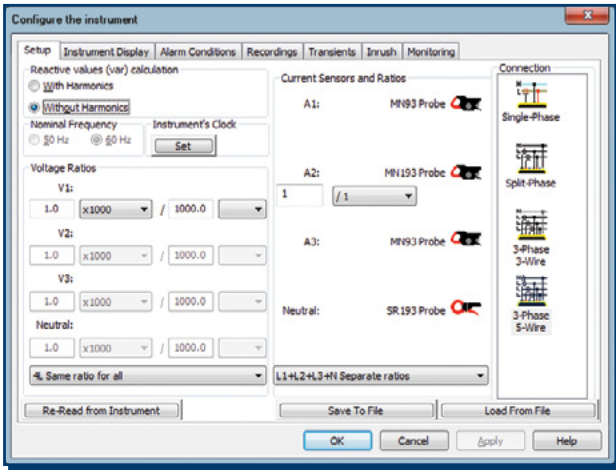 Configure the instrument
Setup Instrument Display Alarm Conditions Recordings Transients Inrush Monitoring
Reactive values (var) calculation
With Harmonics
Without Harmonics
Nominal Frequency
50 Hz 60 Hz
Instrument's Clock
Set
Voltage Ratios
V1:
1.0 x1000 / 1000.0
V2:
1.0 x1000 / 1000.0
V3:
1.0 x1000 / 1000.0
Neutral:
1.0 x1000 / 1000.0
4L Same ratio for all
Current Sensors and Ratios
A1: MN93 Probe
A2: MN193 Probe
1 / 1
A3: MN93 Probe
Neutral: SR193 Probe
L1+L2+L3+N Separate ratios
Connection
Single-Phase
Split-Phase
3-Phase
3-Wire
3-Phase
5-Wire
Re-Read from Instrument Save To File Load From File
OK Cancel Apply Help